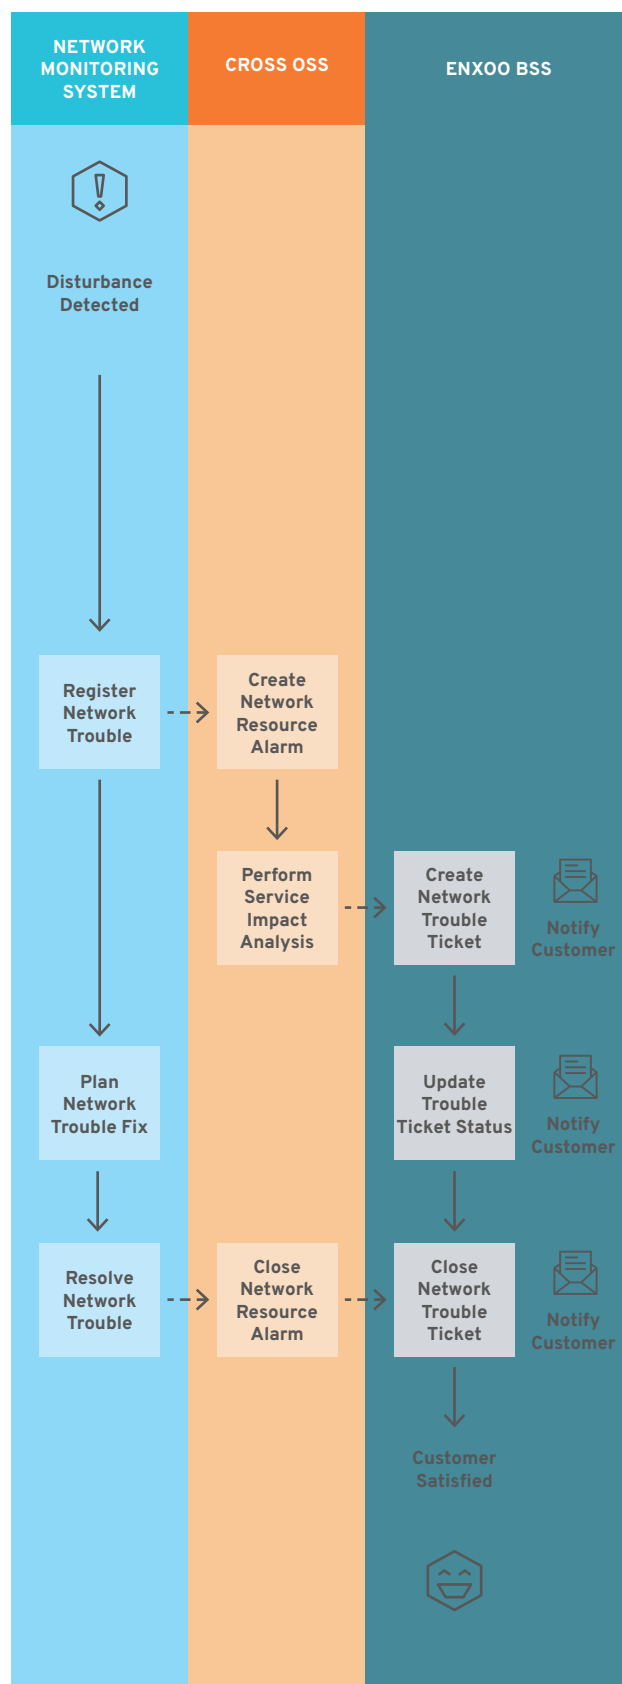 NETWORK
MONITORING
SYSTEM
CROSS OSS
ENXOO BSS
Disturbance
Detected
Register
Network
Trouble
Create
Network
Resource
Alarm
Perform
Service
Impact
Analysis
Create
Network
Trouble
Ticket
Notify
Customer
Plan
Network
Trouble Fix
Update
Trouble
Ticket Status
Notify
Customer
Resolve
Network
Trouble
Close
Network
Resource
Alarm
Close
Network
Trouble
Ticket
Notify
Customer
Customer
Satisfied